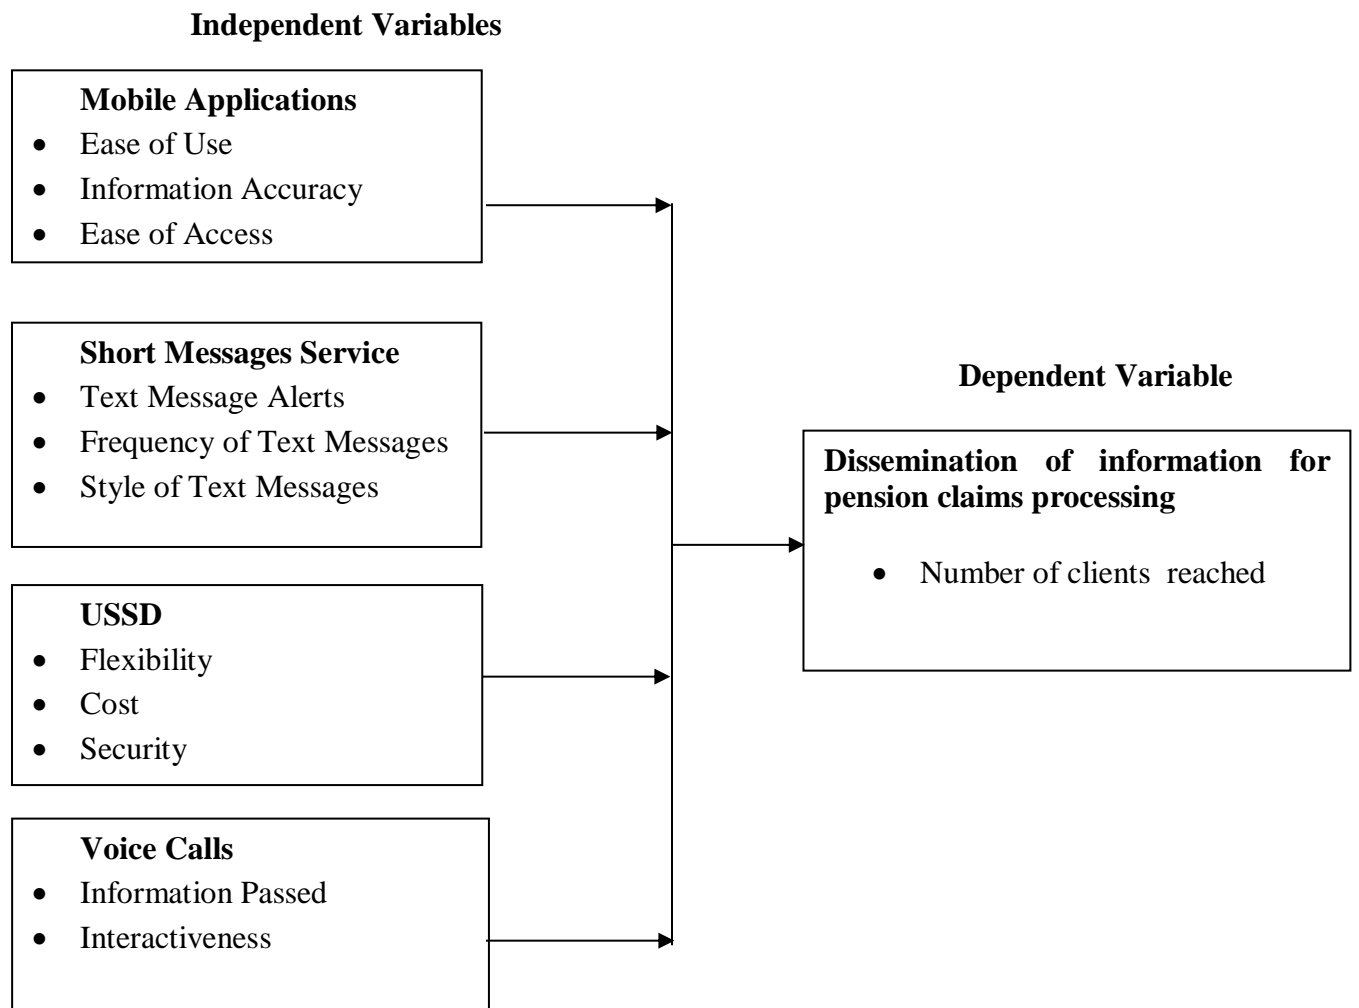 Independent Variables
Mobile Applications
• Ease of Use
• Information Accuracy
• Ease of Access
Short Messages Service
• Text Message Alerts
• Frequency of Text Messages
• Style of Text Messages
USSD
• Flexibility
• Cost
• Security
Voice Calls
• Information Passed
• Interactiveness
Dependent Variable
Dissemination of information for
pension claims processing
• Number of clients reached